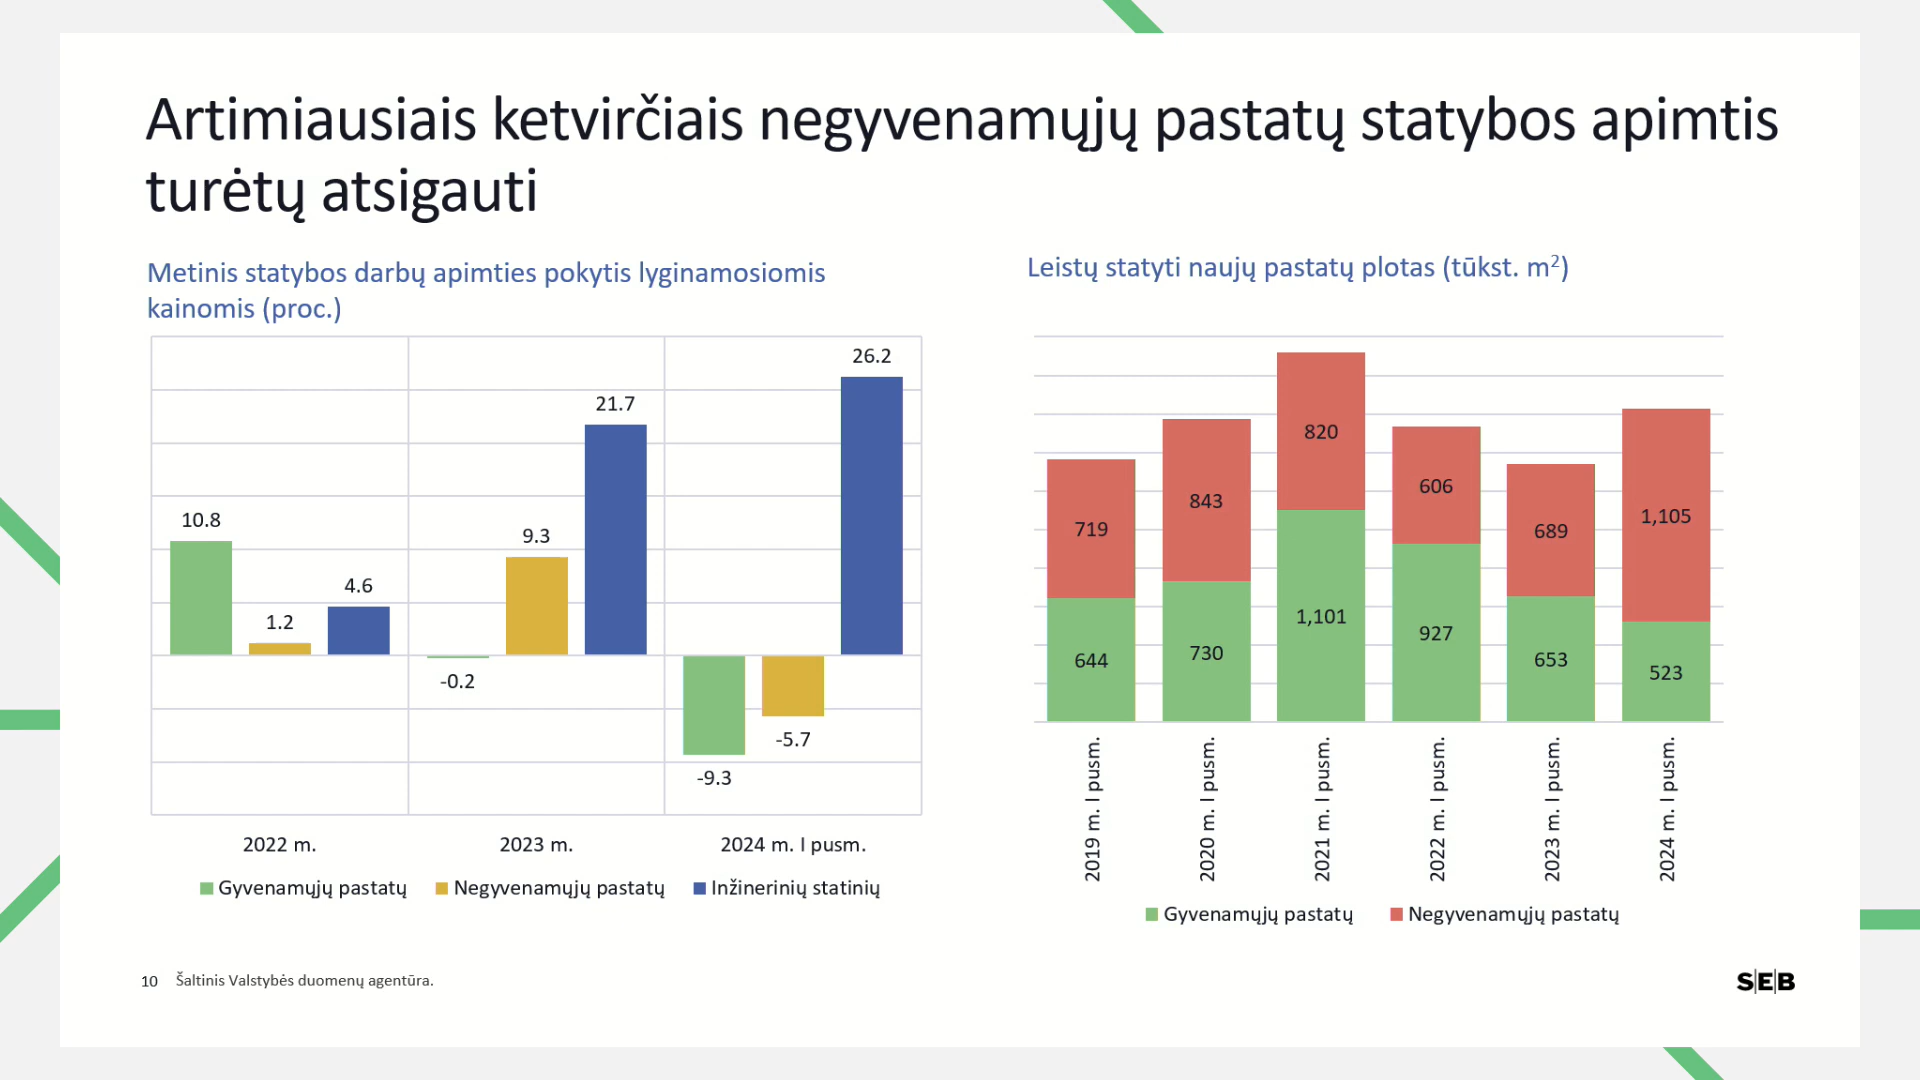 Artimiausiais ketvirčiais negyvenamųjų pastatų statybos apimtis
turėtų atsigauti
Metinis statybos darbų apimties pokytis lyginamosiomis
kainomis (proc.)
26.2
21.7
10.8
9.3
4.6
1.2
-0.2
-5.7
-9.3
2022 m.
2023 m.
2024 m. I pusm.
Gyvenamųjų pastatų
Negyvenamųjų pastatų
Inžinerinių statinių
Leistų statyti naujų pastatų plotas (tūkst. m²)
719
843
820
606
689
1,105
644
730
1,101
927
653
523
2019 m. I pusm.
2020 m. I pusm.
2021 m. I pusm.
2022 m. I pusm.
2023 m. I pusm.
2024 m. I pusm.
Gyvenamųjų pastatų
Negyvenamųjų pastatų
10
Šaltinis Valstybės duomenų agentūra.
SEB